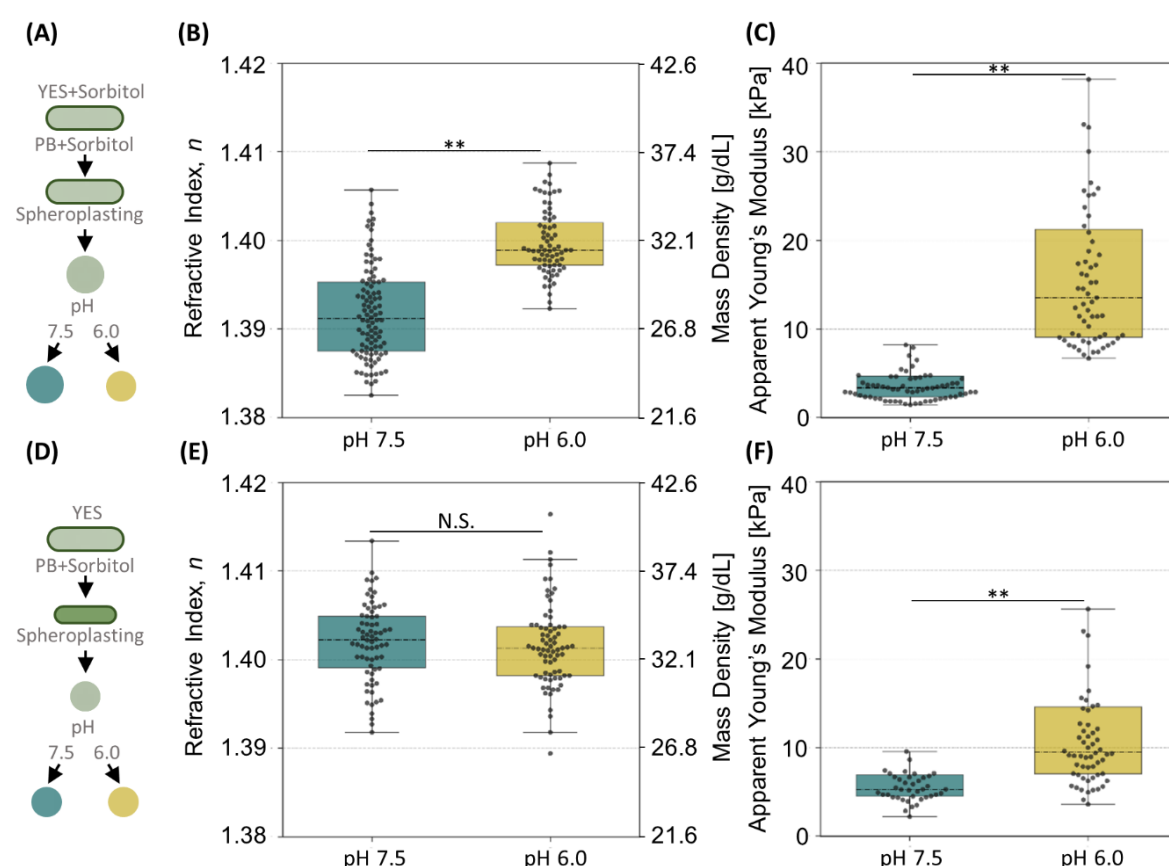 (A)
YES+Sorbitol
PB+Sorbitol
Spheroplasting
pH
7.5 6.0
(B)
Refractive Index, n
1.42
1.41
1.40
1.39
1.38
**
pH 7.5 pH 6.0
42.6
37.4
32.1
26.8
21.6
Mass Density [g/dL]
(C)
Apparent Young's Modulus [kPa]
40
30
20
10
0
**
pH 7.5 pH 6.0
(D)
YES
PB+Sorbitol
Spheroplasting
pH
7.5 6.0
(E)
Refractive Index, n
1.42
1.41
1.40
1.39
1.38
N.S.
pH 7.5 pH 6.0
42.6
37.4
32.1
26.8
21.6
Mass Density [g/dL]
(F)
Apparent Young's Modulus [kPa]
40
30
20
10
0
**
pH 7.5 pH 6.0